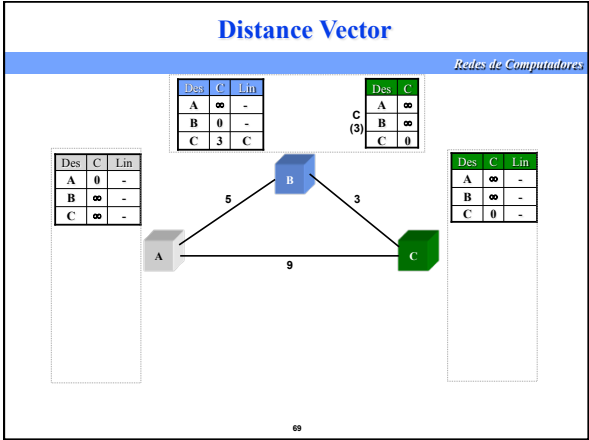 Distance Vector
Redes de Computadores
Des C Lin
A ∞ -
B 0 -
C 3 C
C
(3)
Des C
A ∞
B ∞
C 0
Des C Lin
A 0 -
B ∞ -
C ∞ -
Des C Lin
A ∞ -
B ∞ -
C 0 -
B
5
3
A
C
9
69